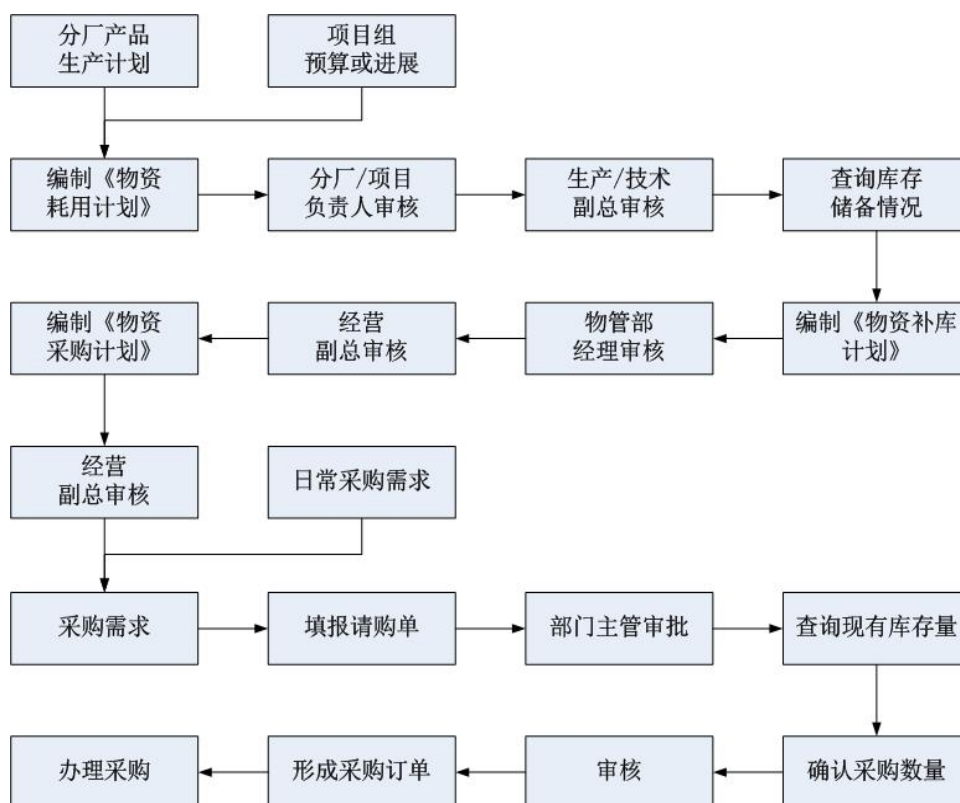 分厂产品
生产计划
项目组
预算或进展
编制《物资
耗用计划》
分厂/项目
负责人审核
生产/技术
副总审核
查询库存
储备情况
编制《物资
采购计划》
经营
副总审核
物管部
经理审核
编制《物资补库
计划》
经营
副总审核
日常采购需求
采购需求
填报请购单
部门主管审批
查询现有库存量
办理采购
形成采购订单
审核
确认采购数量